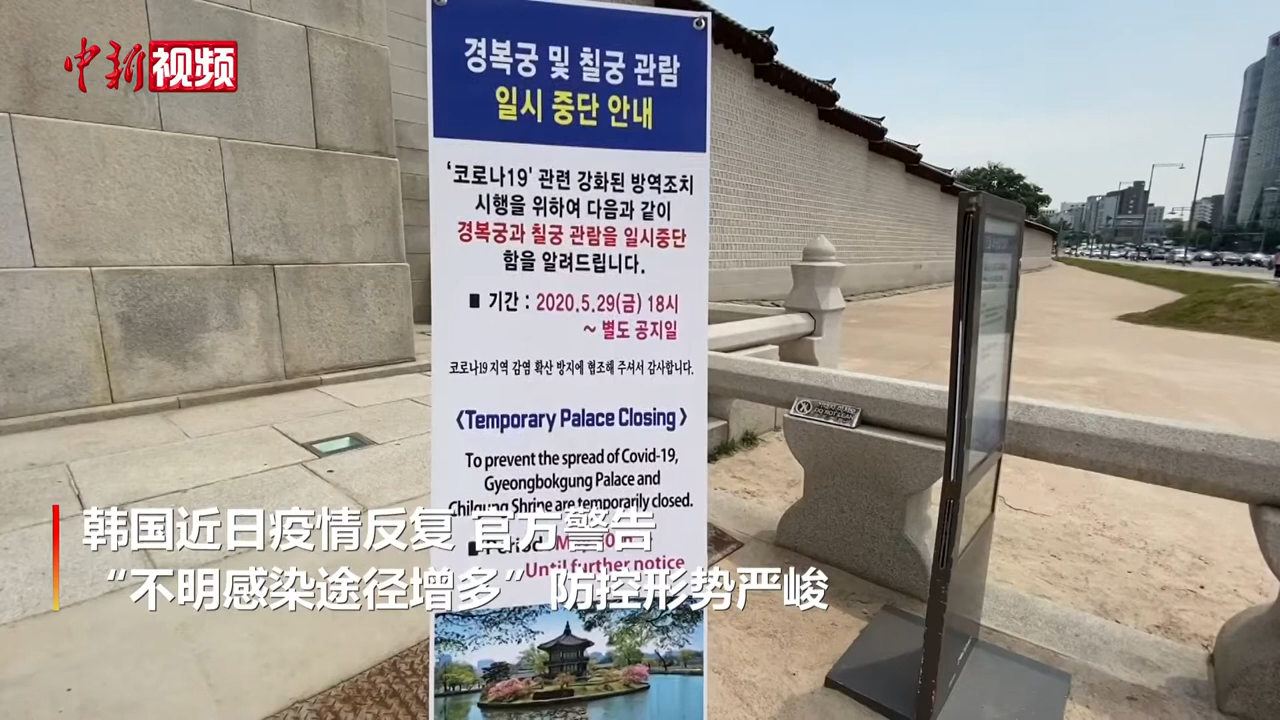 中新视频
경복궁 및 칠궁 관람
일시 중단 안내
‘코로나19’ 관련 강화된 방역조치
시행을 위하여 다음과 같이
경복궁과 칠궁 관람을 일시중단
함을 알려드립니다.
■ 기간 : 2020.5.29(금) 18시
~ 별도 공지일
코로나19 지역 감염 확산 방지에 협조해 주셔서 감사합니다.
〈Temporary Palace Closing〉
To prevent the spread of Covid-19,
Gyeongbokgung Palace and
Chilgung Shrine are temporarily closed.
■ Period
Until further notice
韩国近日疫情反复 官方警告
“不明感染途径增多”防控形势严峻